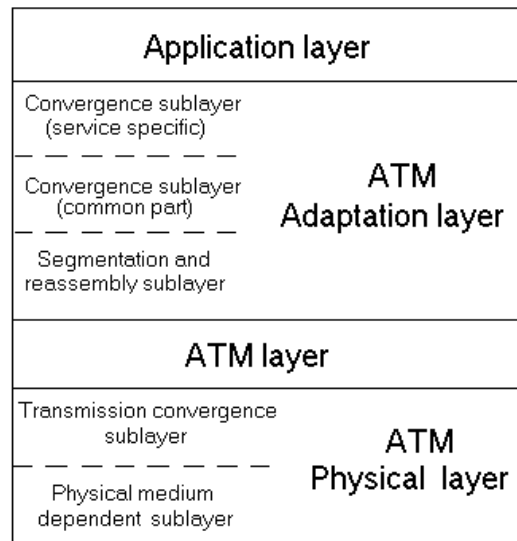 Application layer
Convergence sublayer
(service specific)
Convergence sublayer
(common part)
Segmentation and
reassembly sublayer
ATM
Adaptation layer
ATM layer
Transmission convergence
sublayer
Physical medium
dependent sublayer
ATM
Physical layer